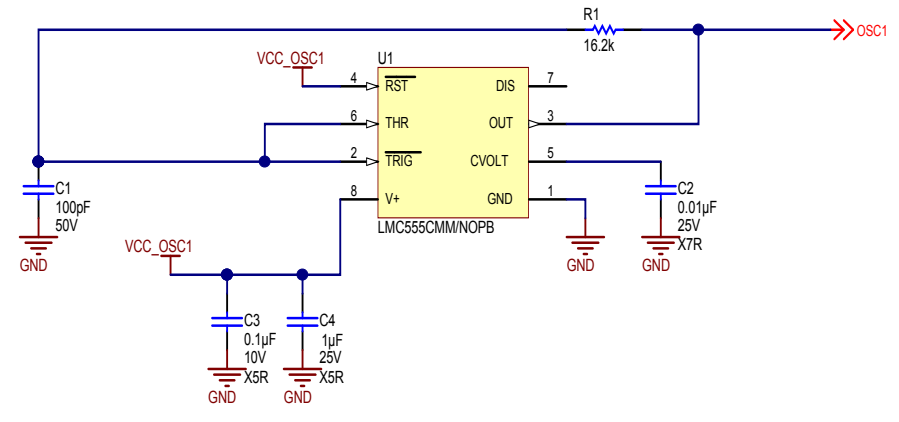 R1
16.2k
OSC1
VCC_OSC1
U1
4
RST
DIS
7
6
THR
OUT
3
2
TRIG
CVOLT
5
8
V+
GND
1
LMC555CMM/NOPB
C1
100pF
50V
GND
C2
0.01µF
25V
X7R
GND
GND
VCC_OSC1
C3
0.1µF
10V
X5R
GND
C4
1µF
25V
X5R
GND